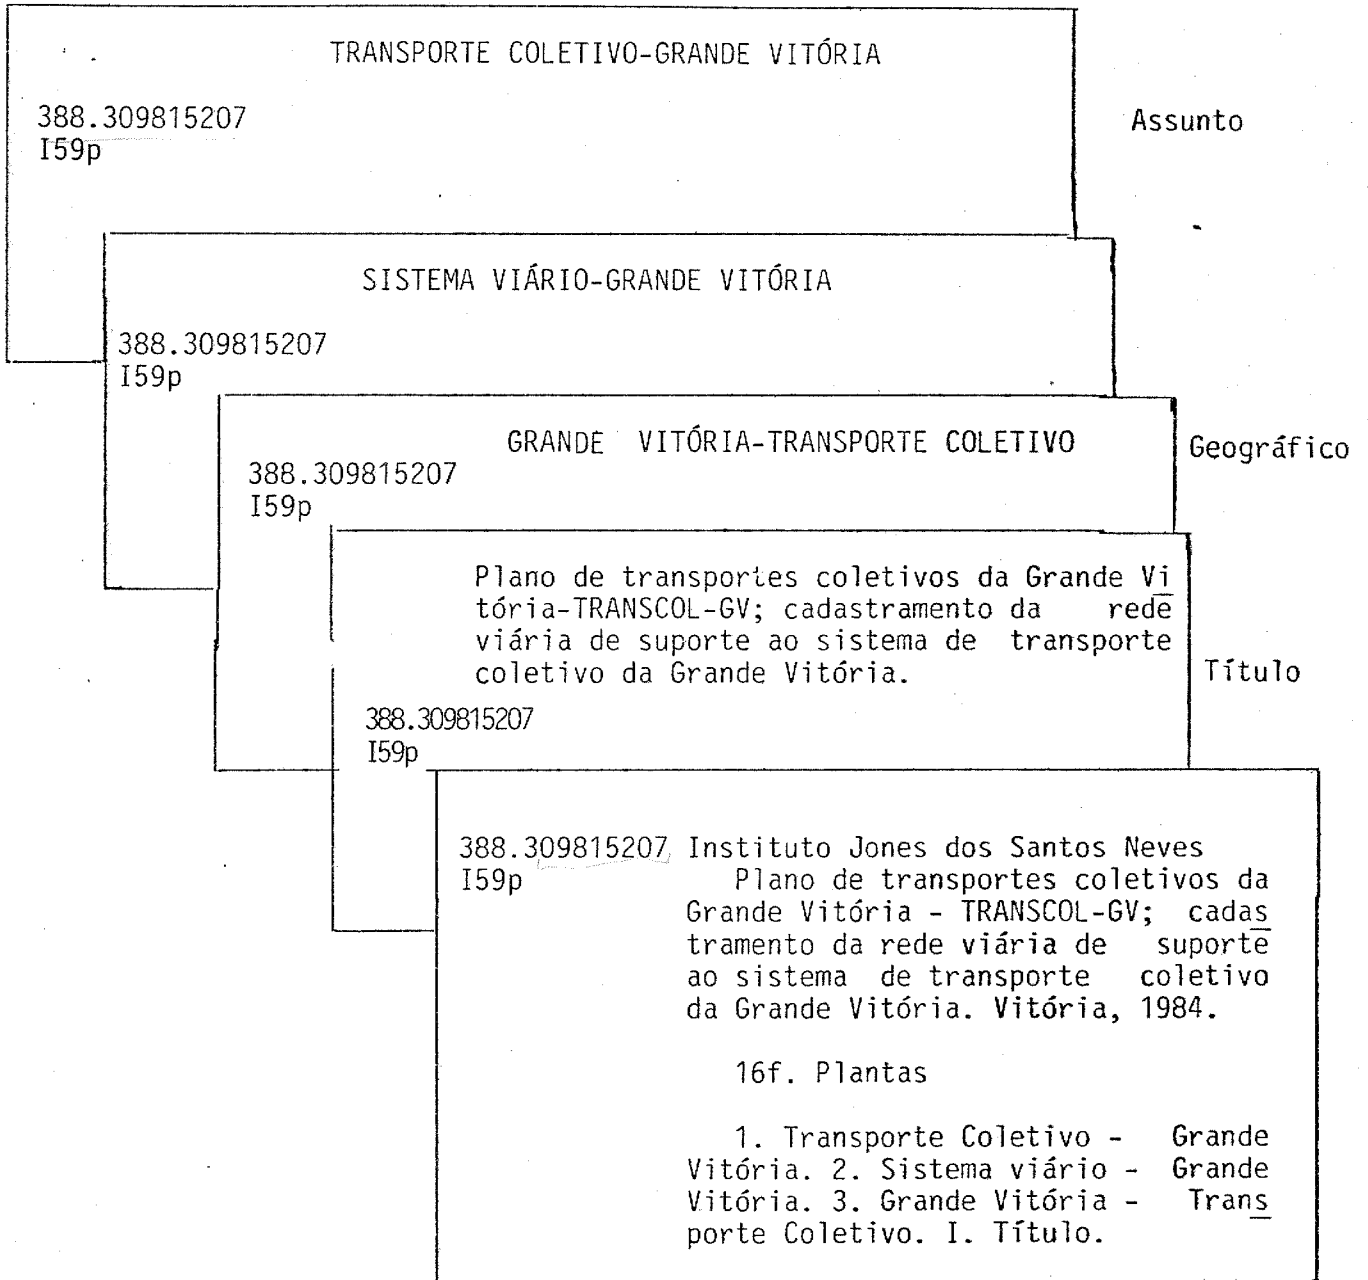 TRANSPORTE COLETIVO-GRANDE VITÓRIA
388.309815207
I59p
Assunto
SISTEMA VIÁRIO-GRANDE VITÓRIA
388.309815207
I59p
GRANDE VITÓRIA-TRANSPORTE COLETIVO
Geográfico
388.309815207
I59p
Plano de transportes coletivos da Grande Vi
tória-TRANSCOL-GV; cadastramento da rede
viária de suporte ao sistema de transporte
coletivo da Grande Vitória.
Título
388.309815207
I59p
388.309815207 Instituto Jones dos Santos Neves
I59p Plano de transportes coletivos da
Grande Vitória - TRANSCOL-GV; cadas
tramento da rede viária de suporte
ao sistema de transporte coletivo
da Grande Vitória. Vitória, 1984.
16f. Plantas
1. Transporte Coletivo - Grande
Vitória. 2. Sistema viário - Grande
Vitória. 3. Grande Vitória - Trans
porte Coletivo. I. Título.